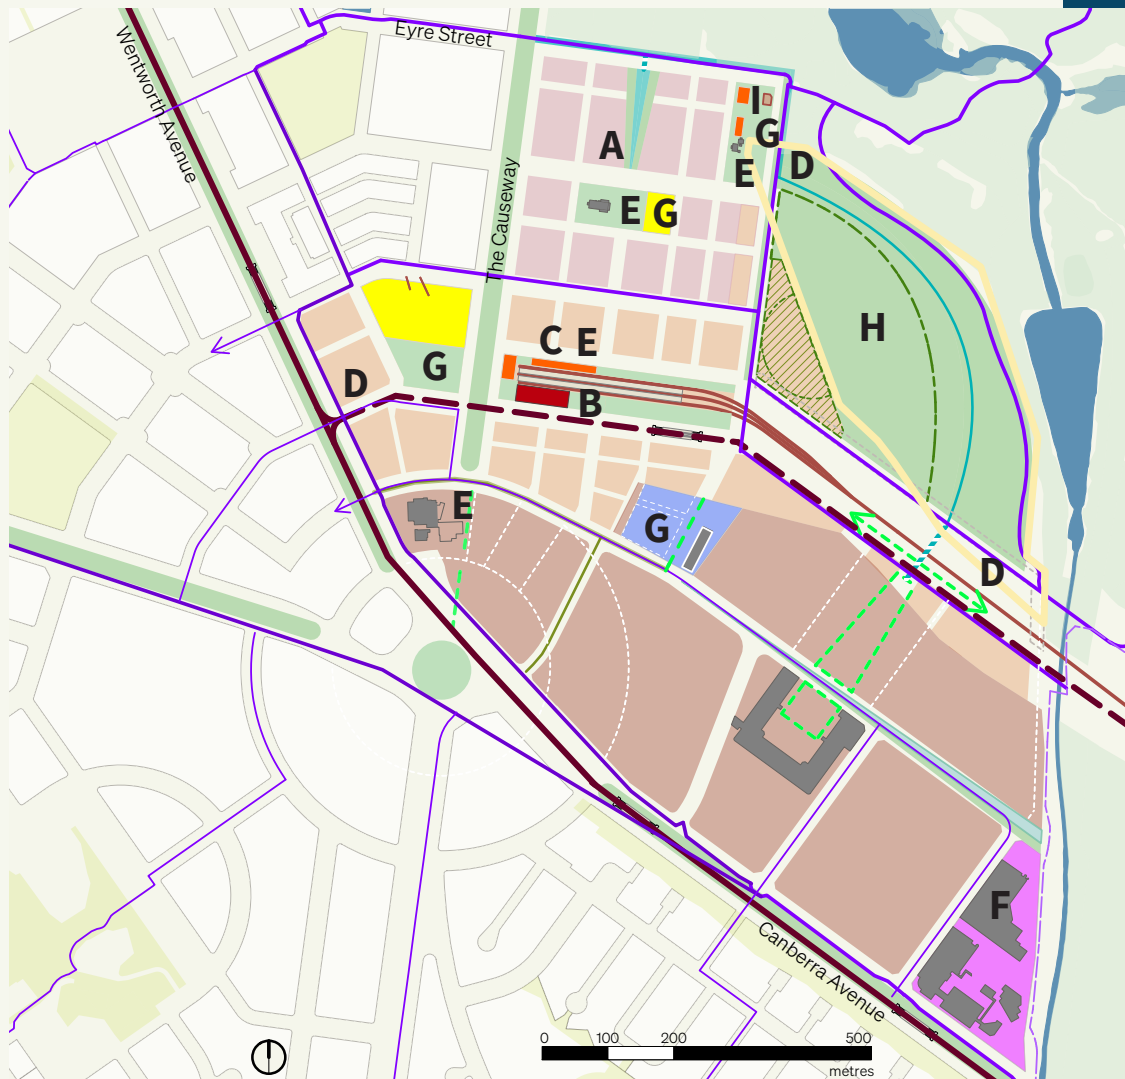 Eyre Street
Wentworth Avenue
I
G
A
E
D
The Causeway
E
G
H
C
E
G
D
B
E
G
D
F
Canberra Avenue
0
100
200
500
metres